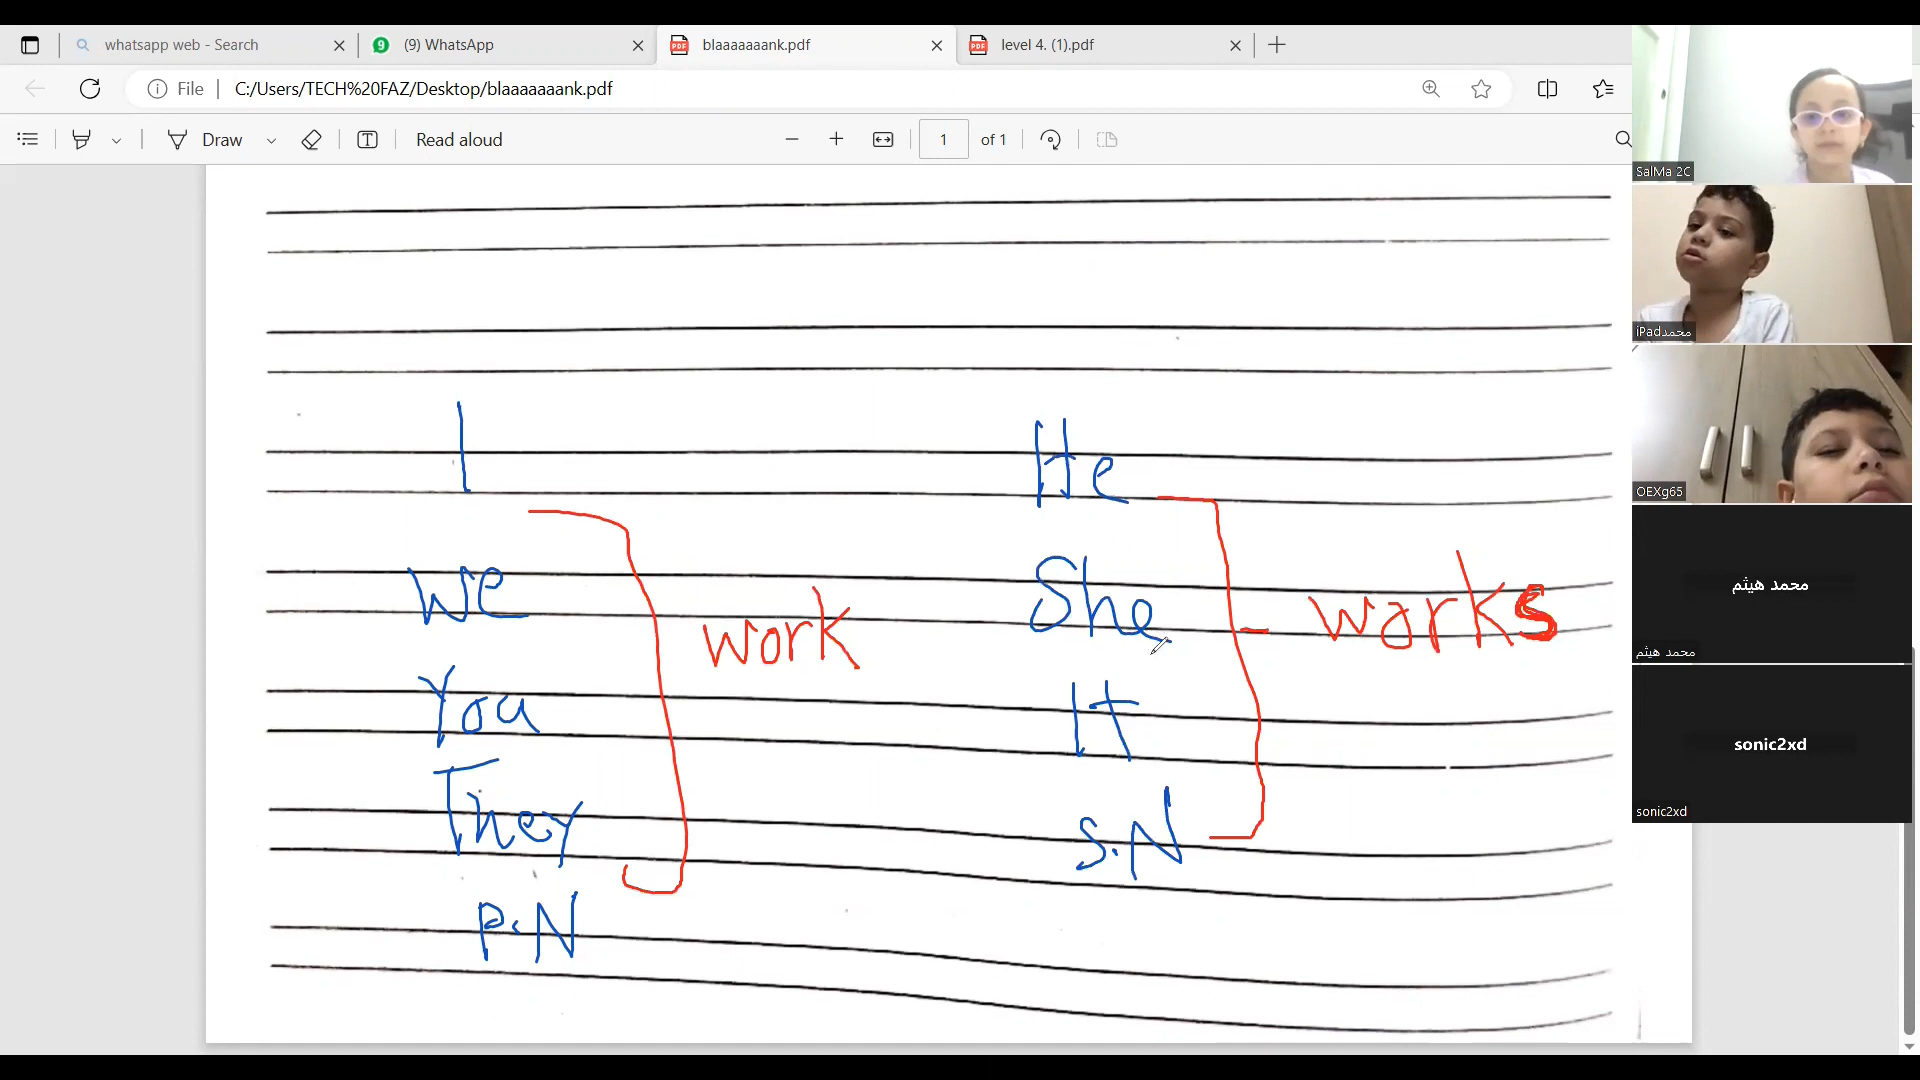 whatsapp web - Search
(9) WhatsApp
blaaaaaaank.pdf
level 4. (1).pdf
File
C:/Users/TECH%20FAZ/Desktop/blaaaaaaank.pdf
Draw
Read aloud
1
of 1
I
We
You
They
P.N
work
He
She
It
S.N
works
SalMa 2C
iPadمحمد
OEXg65
محمد هيثم
محمد هيثم
sonic2xd
sonic2xd